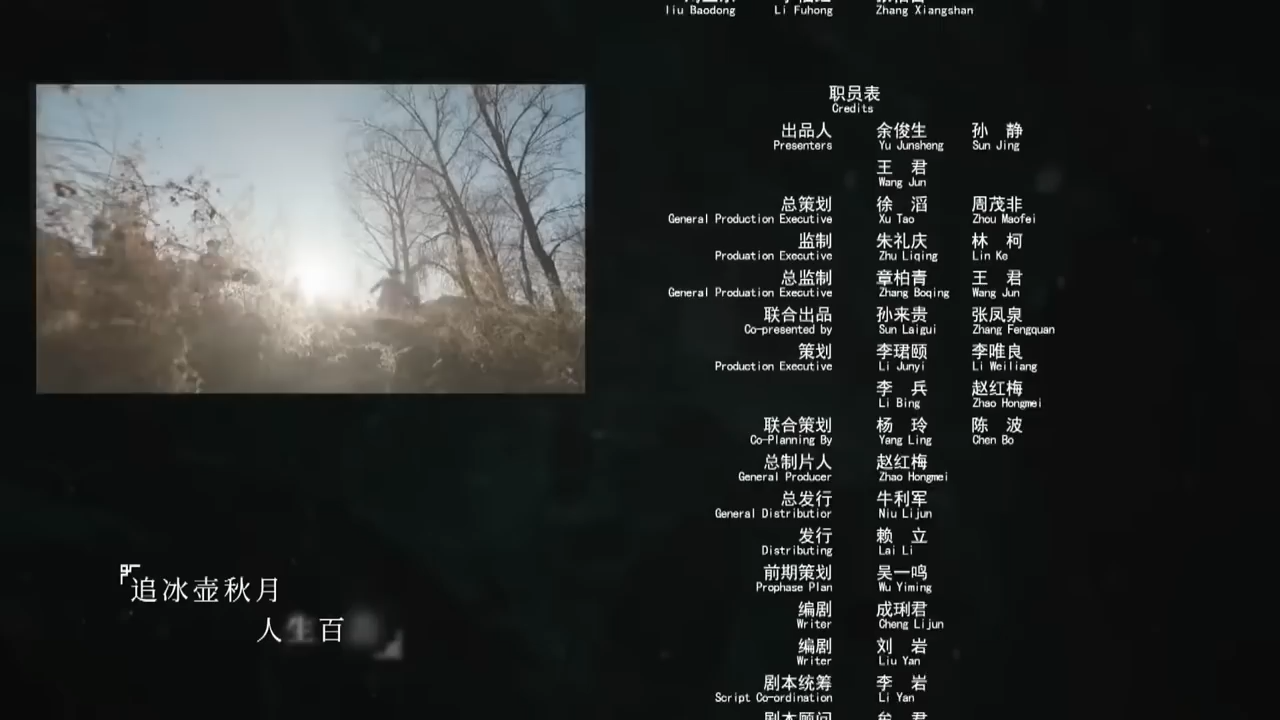 liu Baodong Li Fuhong Zhang Xiangshan
职员表
Credits
出品人 余俊生 孙 静
Presenters Yu Junsheng Sun Jing
王 君
Wang Jun
总策划 徐 滔 周茂非
General Production Executive Xu Tao Zhou Maofei
监制 朱礼庆 林 柯
Produation Executive Zhu Liqing Lin Ke
总监制 章柏青 王 君
General Produation Executive Zhang Boqing Wang Jun
联合出品 孙来贵 张凤泉
Co-presented by Sun Laigui Zhang Fengquan
策划 李珺颐 李唯良
Production Executive Li Junyi Li Weiliang
李 兵 赵红梅
Li Bing Zhao Hongmei
联合策划 杨 玲 陈 波
Co-Planning By Yang Ling Chen Bo
总制片人 赵红梅
General Producer Zhao Hongmei
总发行 牛利军
General Distributior Niu Lijun
发行 赖 立
Distributing Lai Li
前期策划 吴一鸣
Prophase Plan Wu Yiming
编剧 成琍君
Writer Cheng Lijun
编剧 刘 岩
Writer Liu Yan
剧本统筹 李 岩
Script Co-ordination Li Yan
追冰壶秋月
人生百